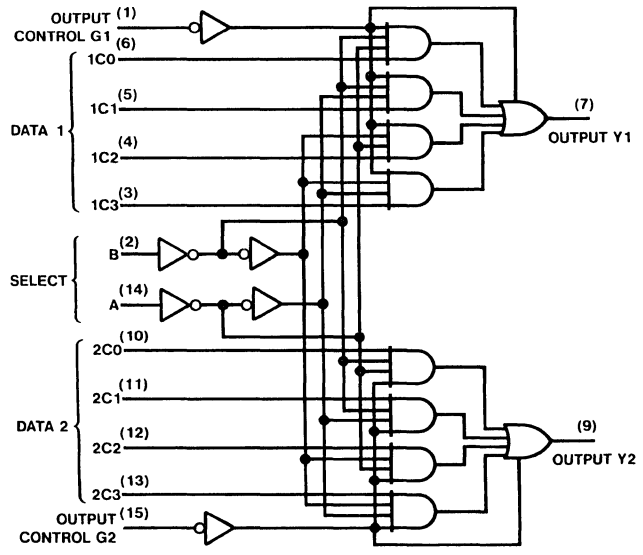 OUTPUT (1)
CONTROL G1
(6)
1C0
(5)
1C1
DATA 1
(4)
1C2
(3)
1C3
(7)
OUTPUT Y1
(2)
B
SELECT
(14)
A
(10)
2C0
(11)
2C1
DATA 2
(12)
2C2
(13)
2C3
(9)
OUTPUT Y2
OUTPUT (15)
CONTROL G2